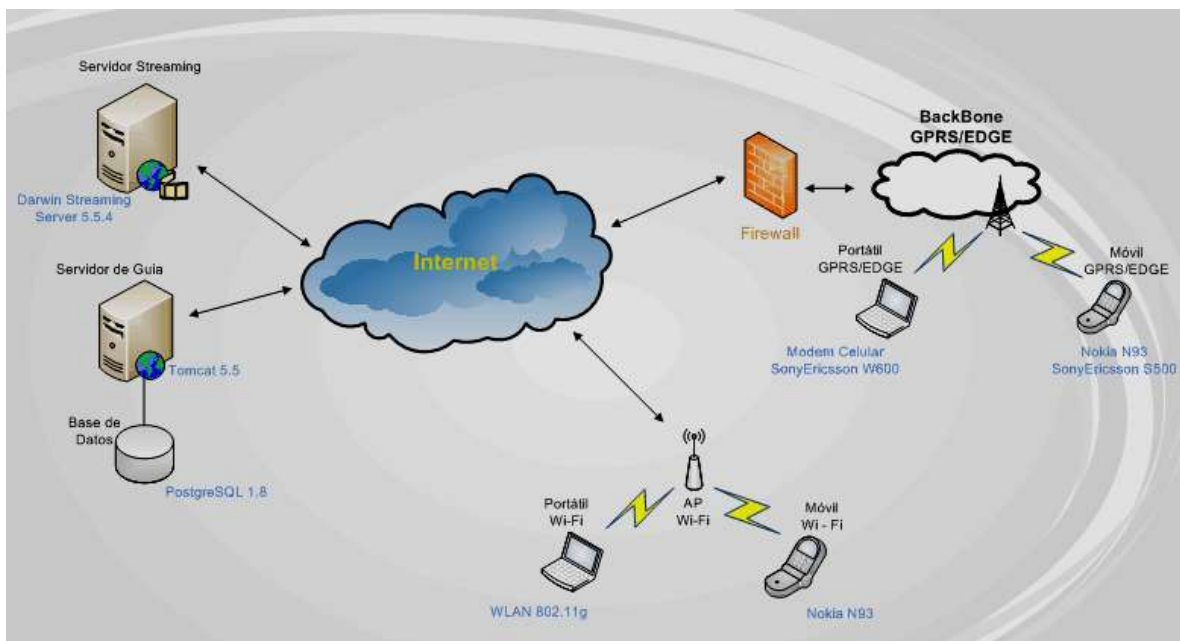 Servidor Streaming
Darwin Streaming
Server 5.5.4
Servidor de Guia
Tomcat 5.5
Base de
Datos
PostgreSQL 1.8
Internet
Firewall
BackBone
GPRS/EDGE
Portátil
GPRS/EDGE
Modem Celular
SonyEricsson W600
Móvil
GPRS/EDGE
Nokia N93
SonyEricsson S500
AP
Wi-Fi
Portátil
Wi-Fi
WLAN 802.11g
Móvil
Wi - Fi
Nokia N93